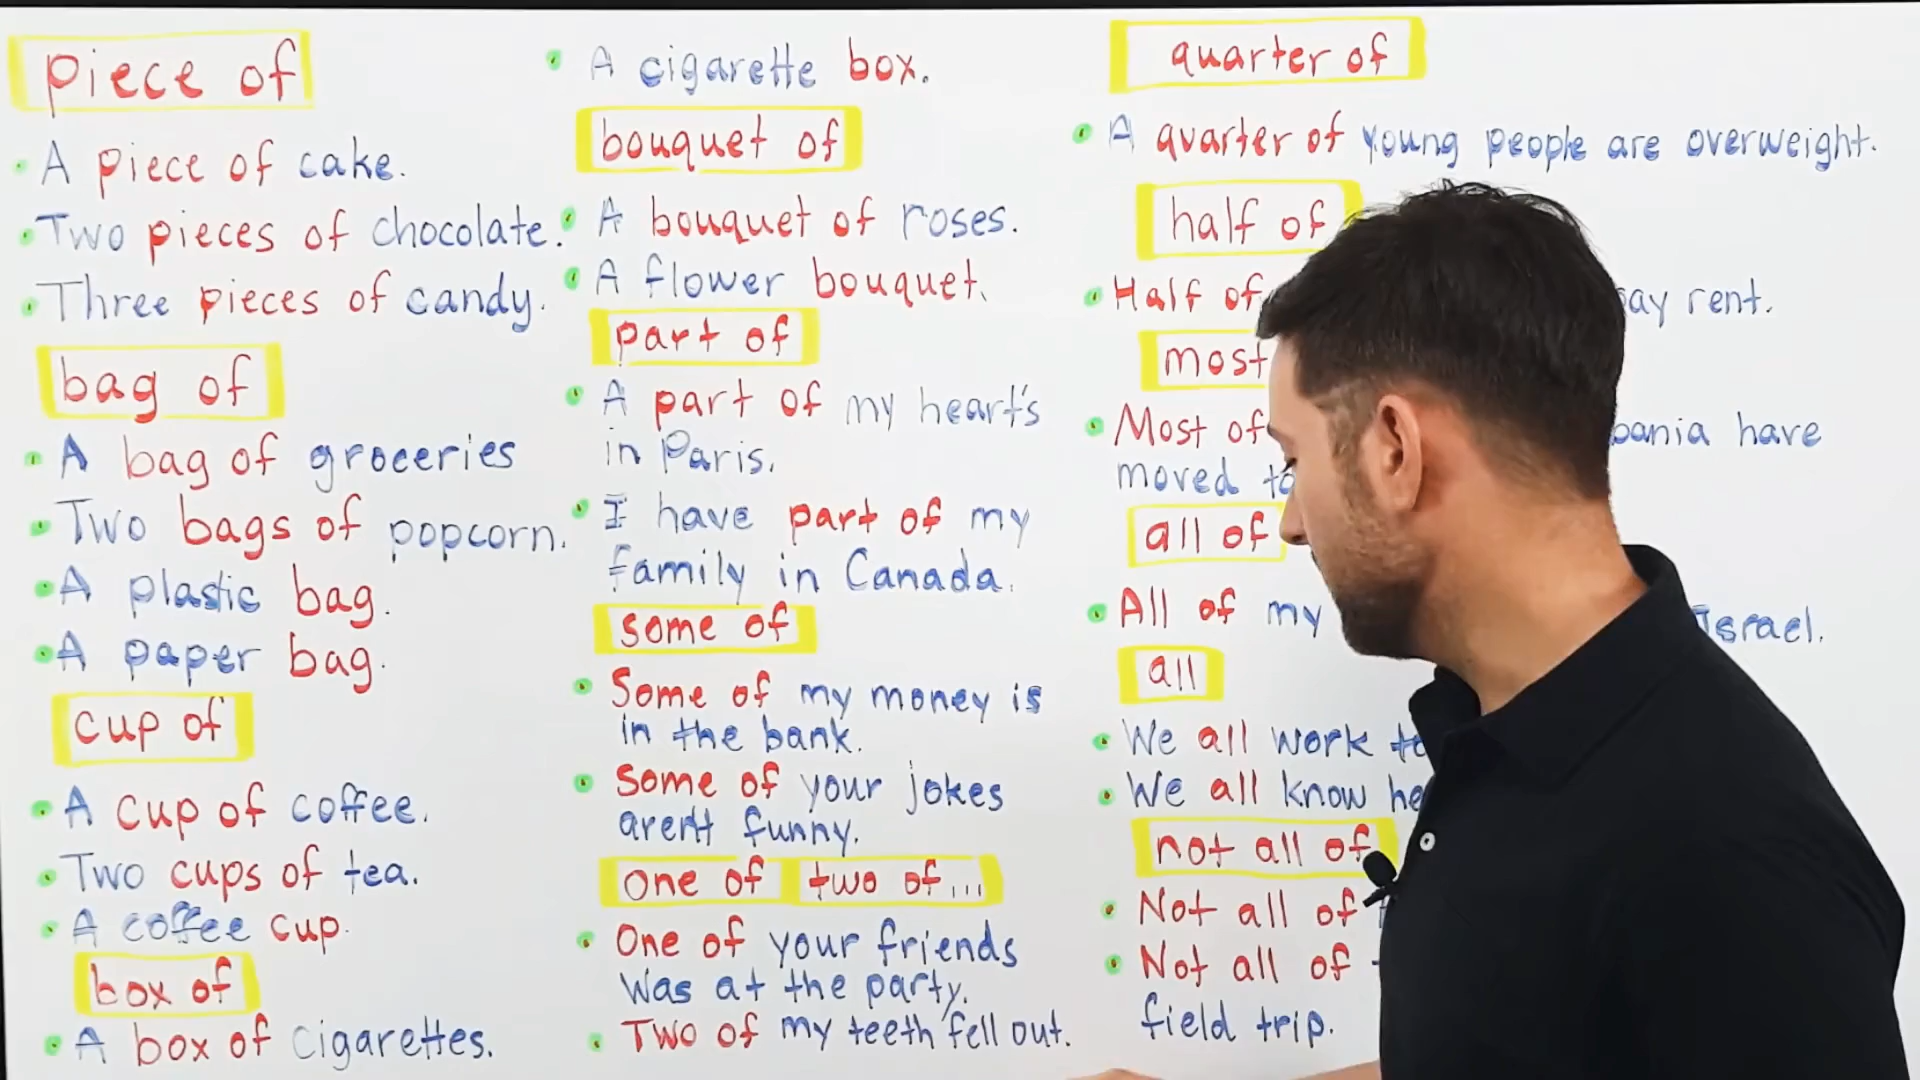 piece of
A piece of cake.
Two pieces of chocolate.
Three pieces of candy.
bag of
A bag of groceries
Two bags of popcorn.
A plastic bag.
A paper bag.
cup of
A cup of coffee.
Two cups of tea.
A coffee cup.
box of
A box of cigarettes.
A cigarette box.
bouquet of
A bouquet of roses.
A flower bouquet.
part of
A part of my heart's
in Paris.
I have part of my
family in Canada.
some of
Some of my money is
in the bank.
Some of your jokes
aren't funny.
one of two of...
One of your friends
was at the party.
Two of my teeth fell out.
quarter of
A quarter of young people are overweight.
half of
Half of rent.
most
Most of have
moved
all of
All of my Israel.
all
We all work
We all know
not all of
Not all of
Not all of
field trip.